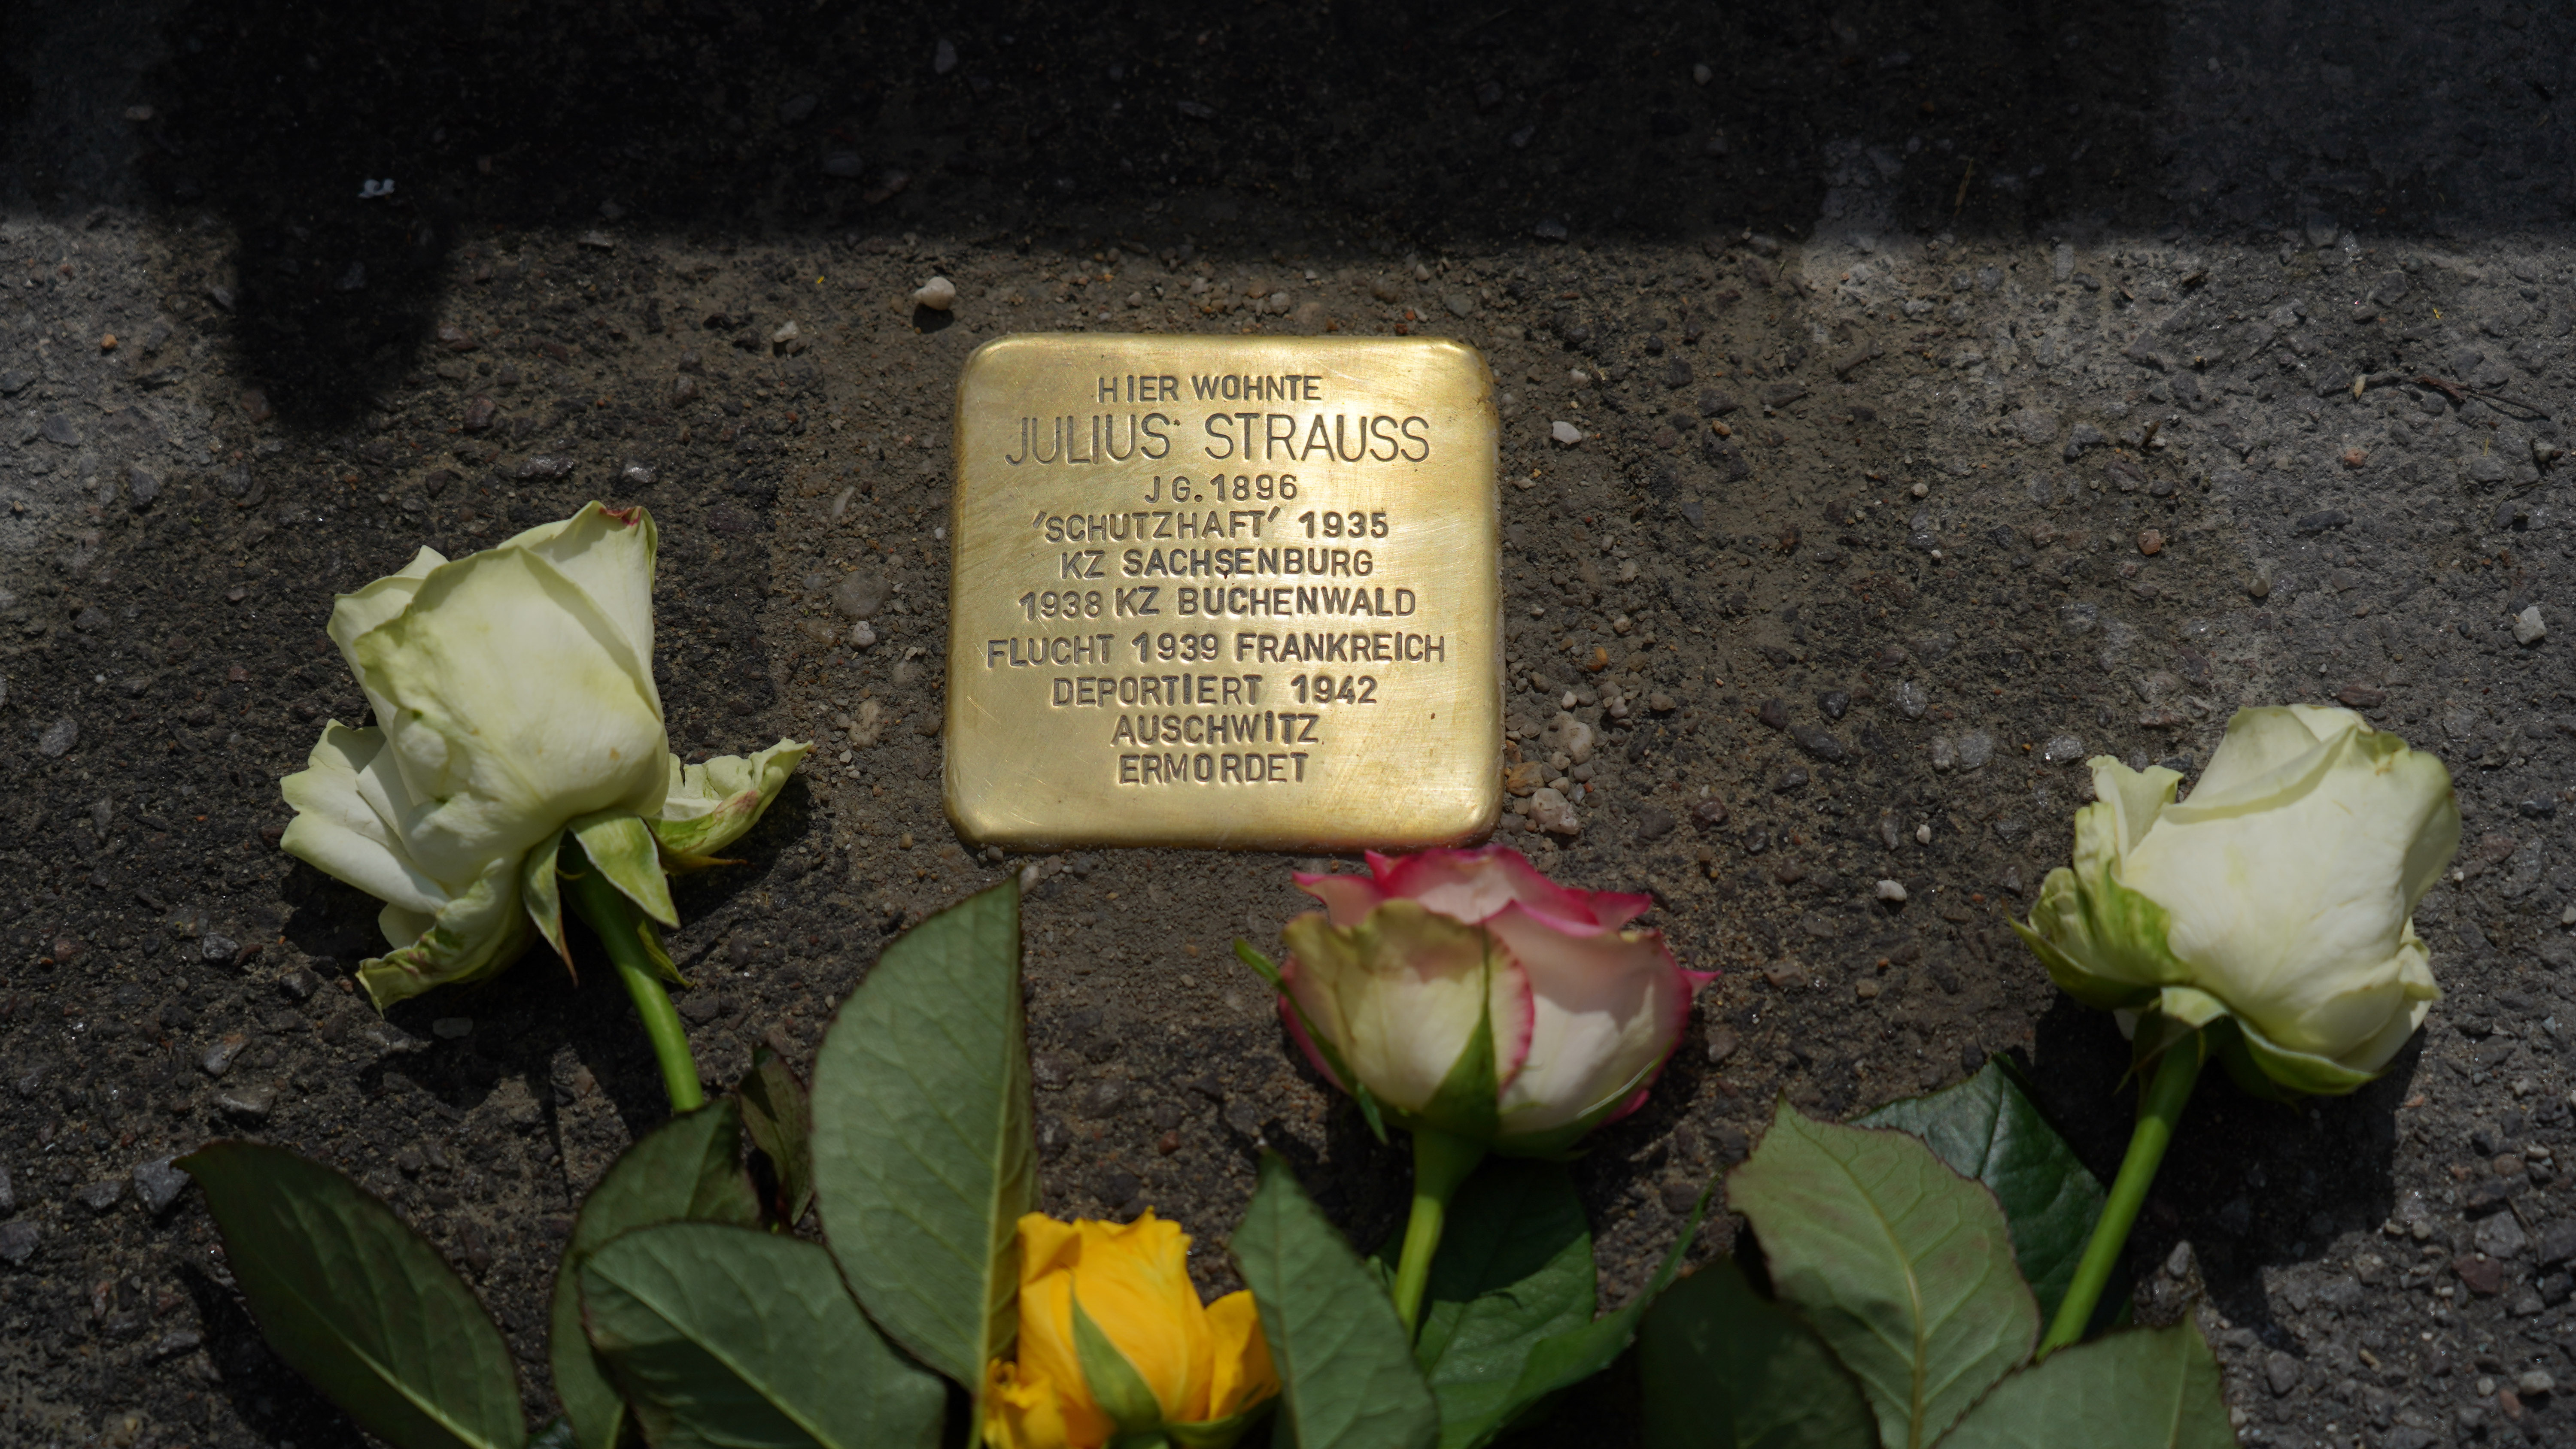 HIER WOHNTE
JULIUS STRAUSS
JG. 1896
'SCHUTZHAFT' 1935
KZ SACHSENBURG
1938 KZ BUCHENWALD
FLUCHT 1939 FRANKREICH
DEPORTIERT 1942
AUSCHWITZ
ERMORDET